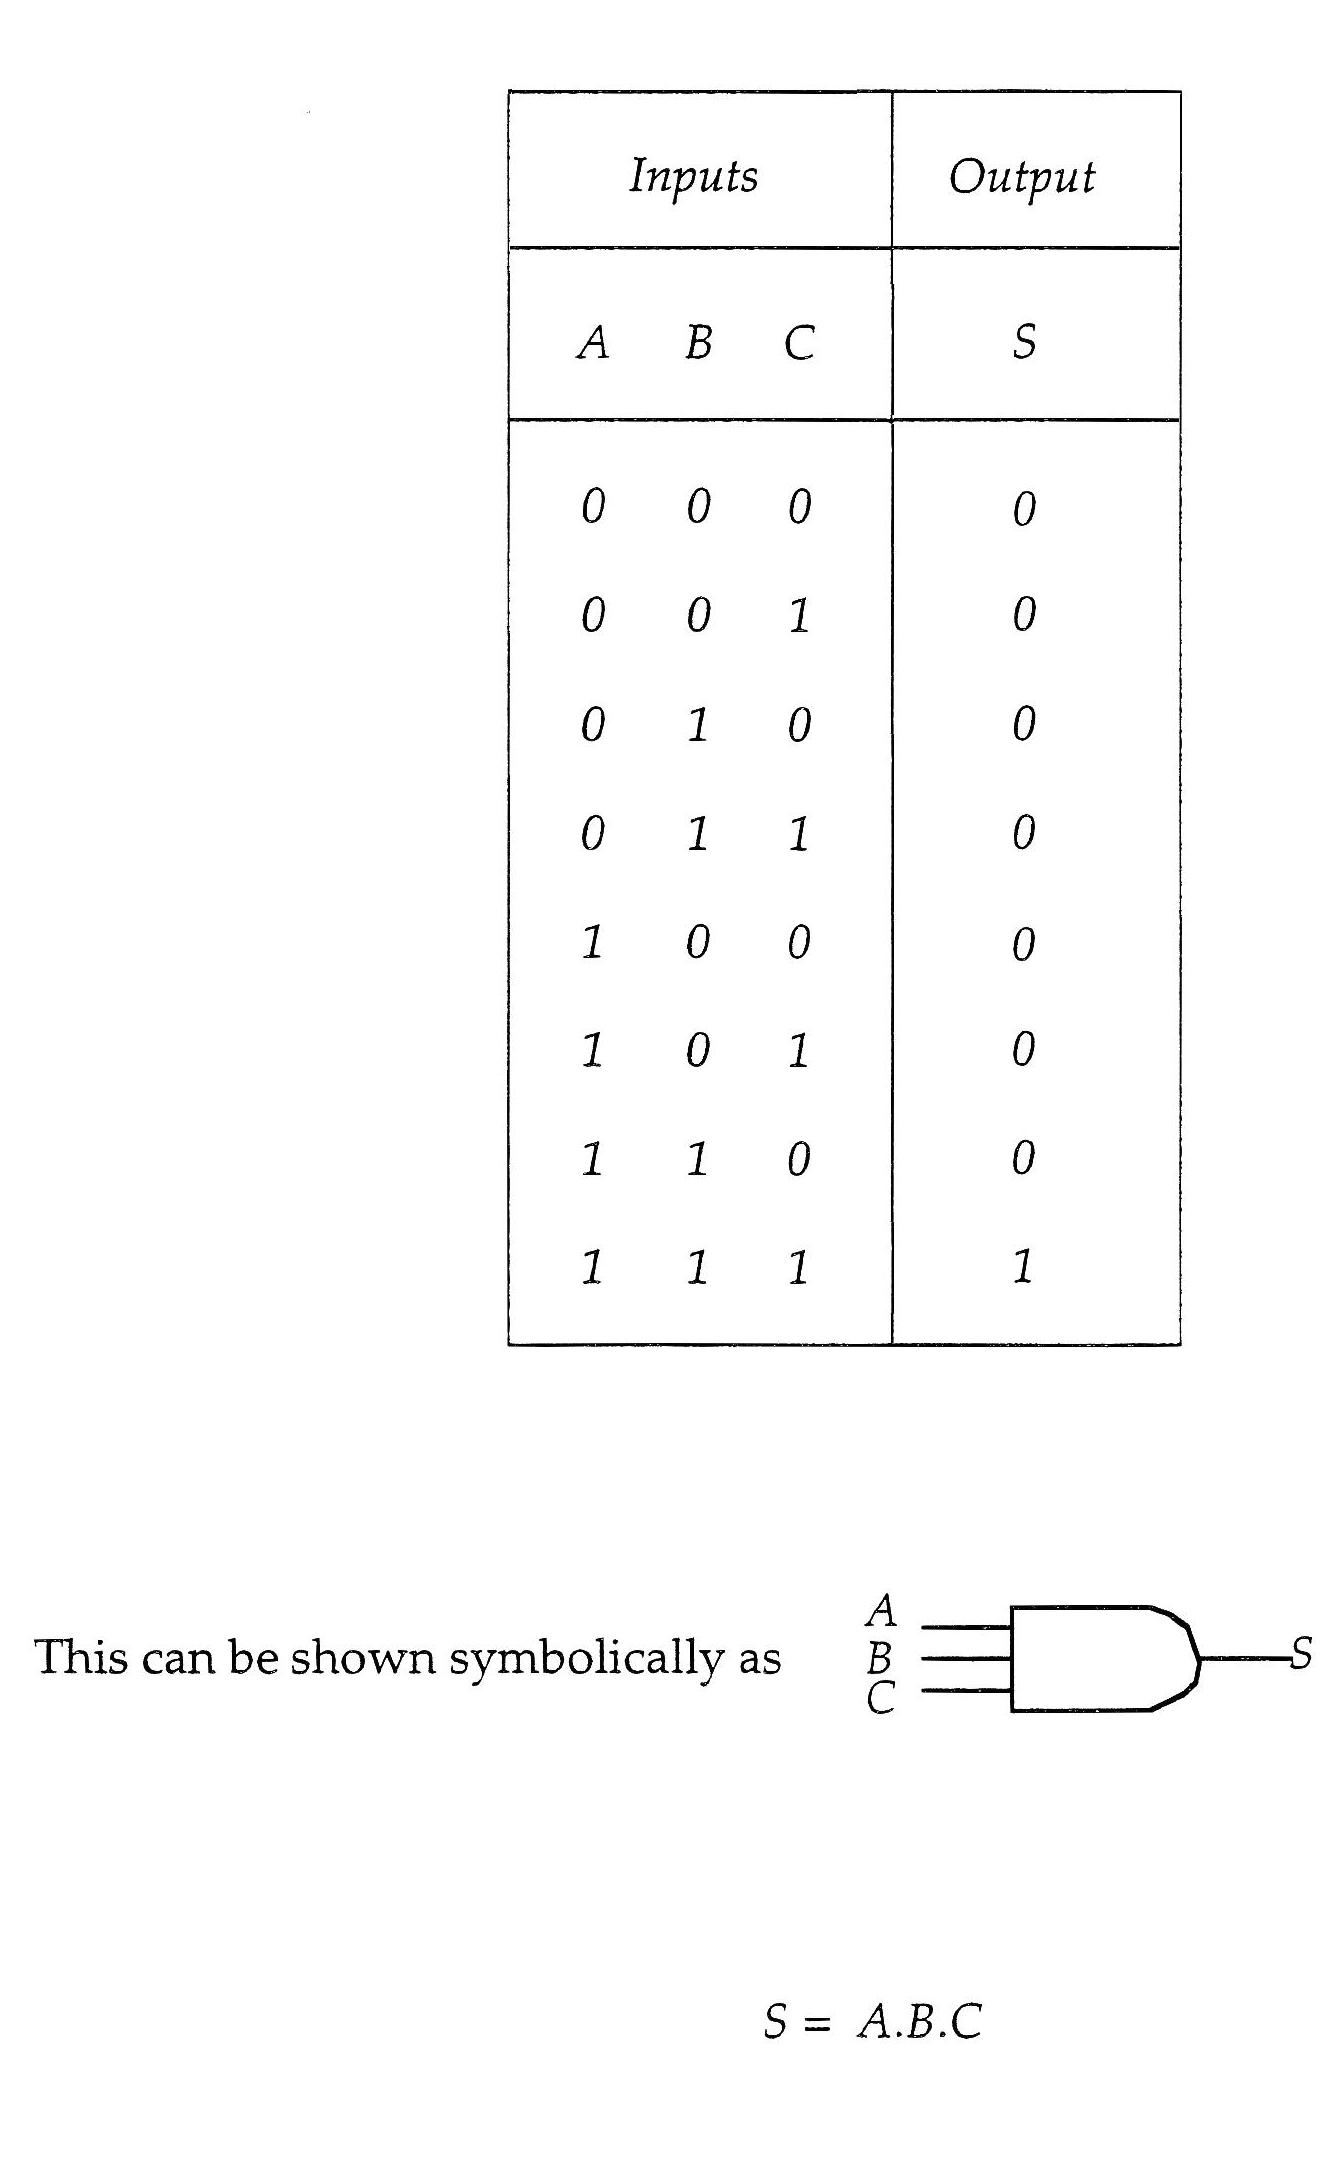 Inputs Output
A B C S
0 0 0 0
0 0 1 0
0 1 0 0
0 1 1 0
1 0 0 0
1 0 1 0
1 1 0 0
1 1 1 1
A
This can be shown symbolically as B S
C
S = A.B.C